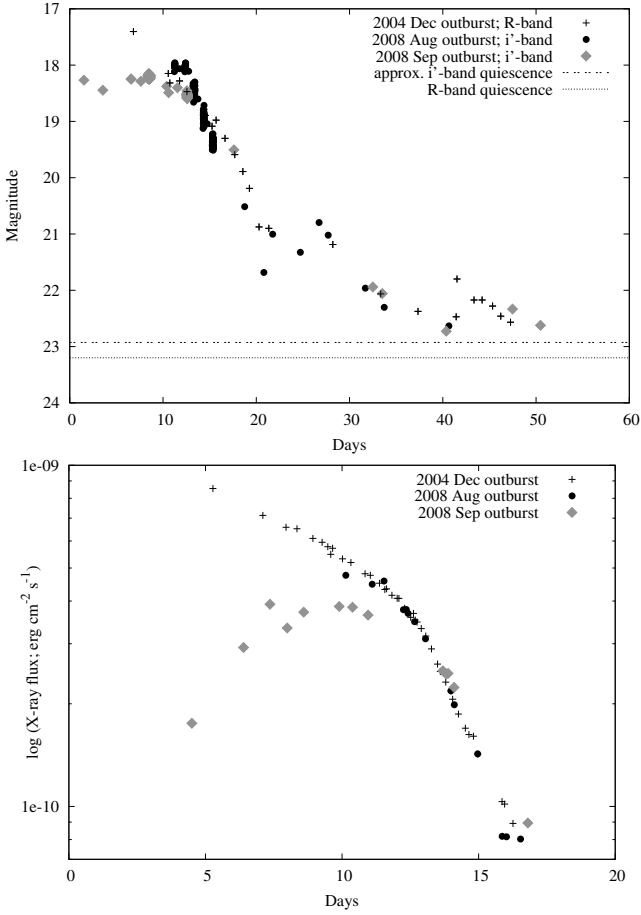 17
18
19
20
21
22
23
24
0 10 20 30 40 50 60
Magnitude
Days
2004 Dec outburst; R-band
2008 Aug outburst; i'-band
2008 Sep outburst; i'-band
approx. i'-band quiescence
R-band quiescence
1e-09
1e-10
0 5 10 15 20
log (X-ray flux; erg cm-2 s-1)
Days
2004 Dec outburst
2008 Aug outburst
2008 Sep outburst